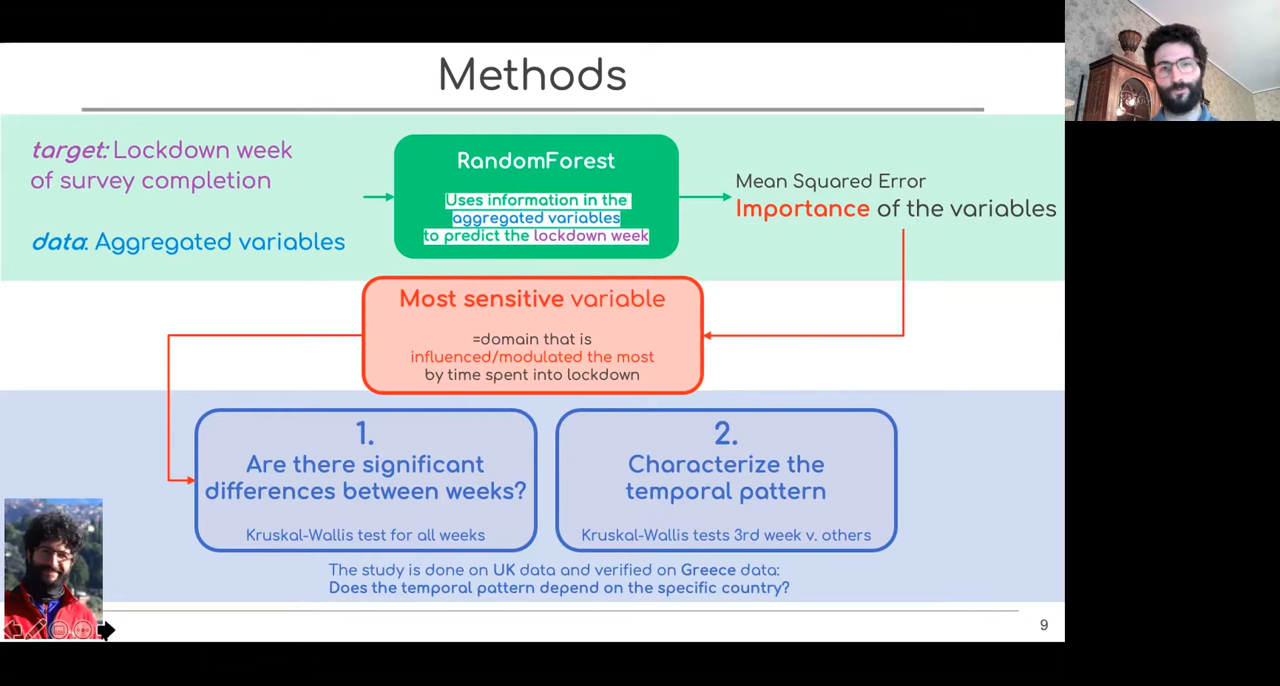 Methods
target: Lockdown week
of survey completion
data: Aggregated variables
RandomForest
Uses information in the
aggregated variables
to predict the lockdown week
Mean Squared Error
Importance of the variables
Most sensitive variable
=domain that is
influenced/modulated the most
by time spent into lockdown
1.
Are there significant
differences between weeks?
Kruskal-Wallis test for all weeks
2.
Characterize the
temporal pattern
Kruskal-Wallis tests 3rd week v. others
The study is done on UK data and verified on Greece data:
Does the temporal pattern depend on the specific country?
9